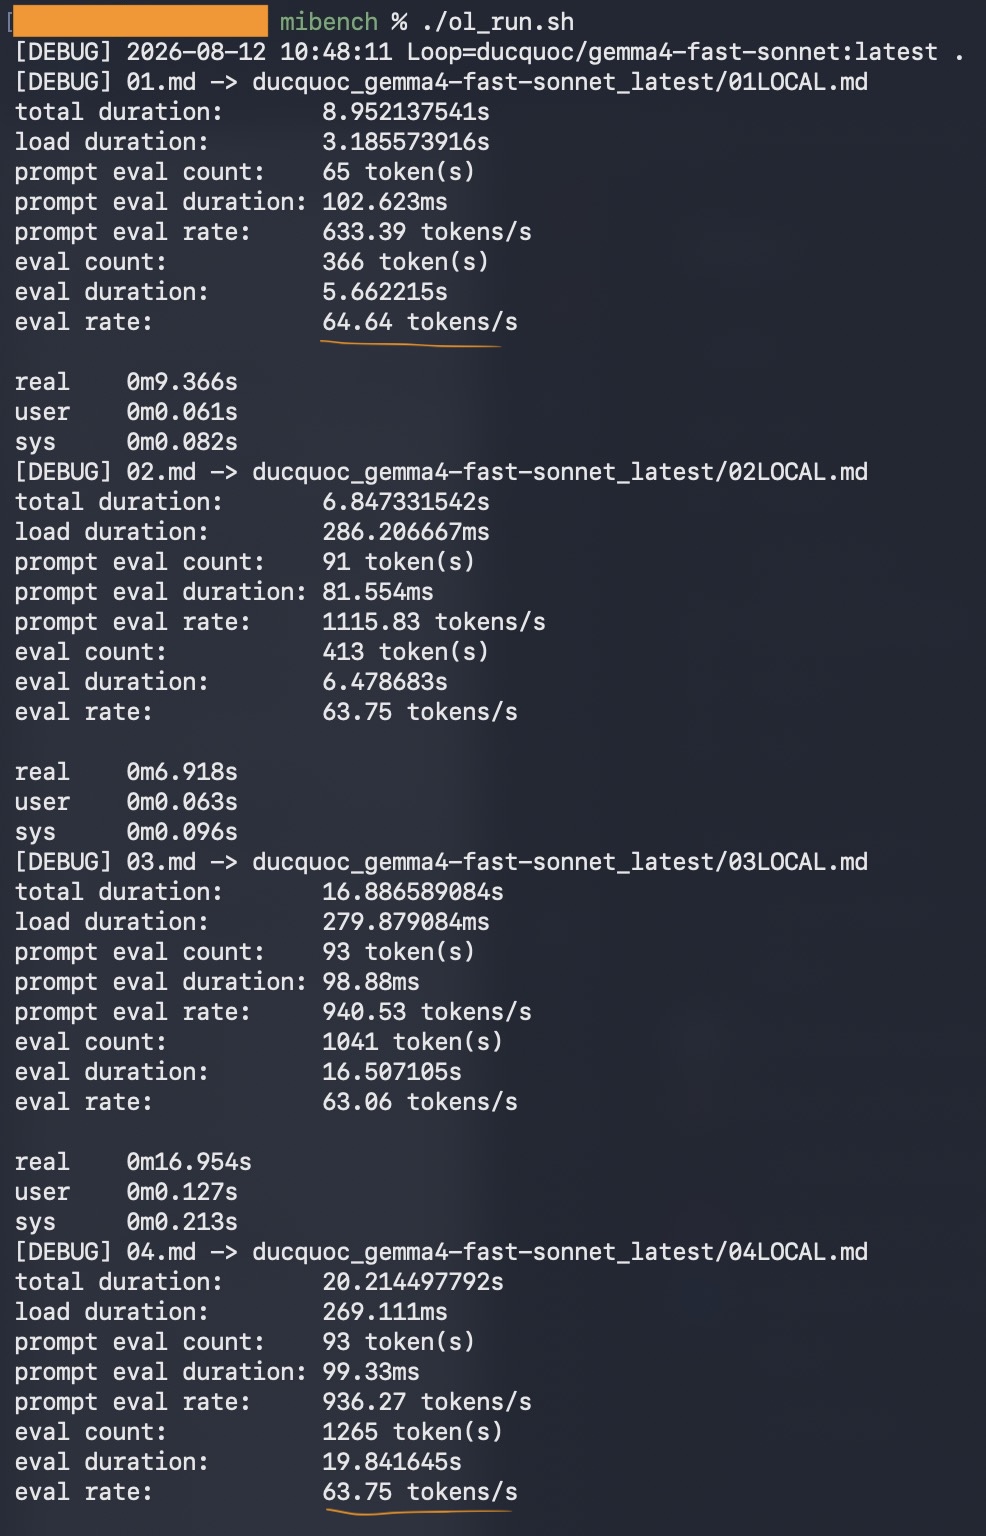 [ mibench % ./ol_run.sh
[DEBUG] 2026-08-12 10:48:11 Loop=ducquoc/gemma4-fast-sonnet:latest .
[DEBUG] 01.md -> ducquoc_gemma4-fast-sonnet_latest/01LOCAL.md
total duration:       8.952137541s
load duration:        3.185573916s
prompt eval count:    65 token(s)
prompt eval duration: 102.623ms
prompt eval rate:     633.39 tokens/s
eval count:           366 token(s)
eval duration:        5.662215s
eval rate:            64.64 tokens/s
real    0m9.366s
user    0m0.061s
sys     0m0.082s
[DEBUG] 02.md -> ducquoc_gemma4-fast-sonnet_latest/02LOCAL.md
total duration:       6.847331542s
load duration:        286.206667ms
prompt eval count:    91 token(s)
prompt eval duration: 81.554ms
prompt eval rate:     1115.83 tokens/s
eval count:           413 token(s)
eval duration:        6.478683s
eval rate:            63.75 tokens/s
real    0m6.918s
user    0m0.063s
sys     0m0.096s
[DEBUG] 03.md -> ducquoc_gemma4-fast-sonnet_latest/03LOCAL.md
total duration:       16.886589084s
load duration:        279.879084ms
prompt eval count:    93 token(s)
prompt eval duration: 98.88ms
prompt eval rate:     940.53 tokens/s
eval count:           1041 token(s)
eval duration:        16.507105s
eval rate:            63.06 tokens/s
real    0m16.954s
user    0m0.127s
sys     0m0.213s
[DEBUG] 04.md -> ducquoc_gemma4-fast-sonnet_latest/04LOCAL.md
total duration:       20.214497792s
load duration:        269.111ms
prompt eval count:    93 token(s)
prompt eval duration: 99.33ms
prompt eval rate:     936.27 tokens/s
eval count:           1265 token(s)
eval duration:        19.841645s
eval rate:            63.75 tokens/s